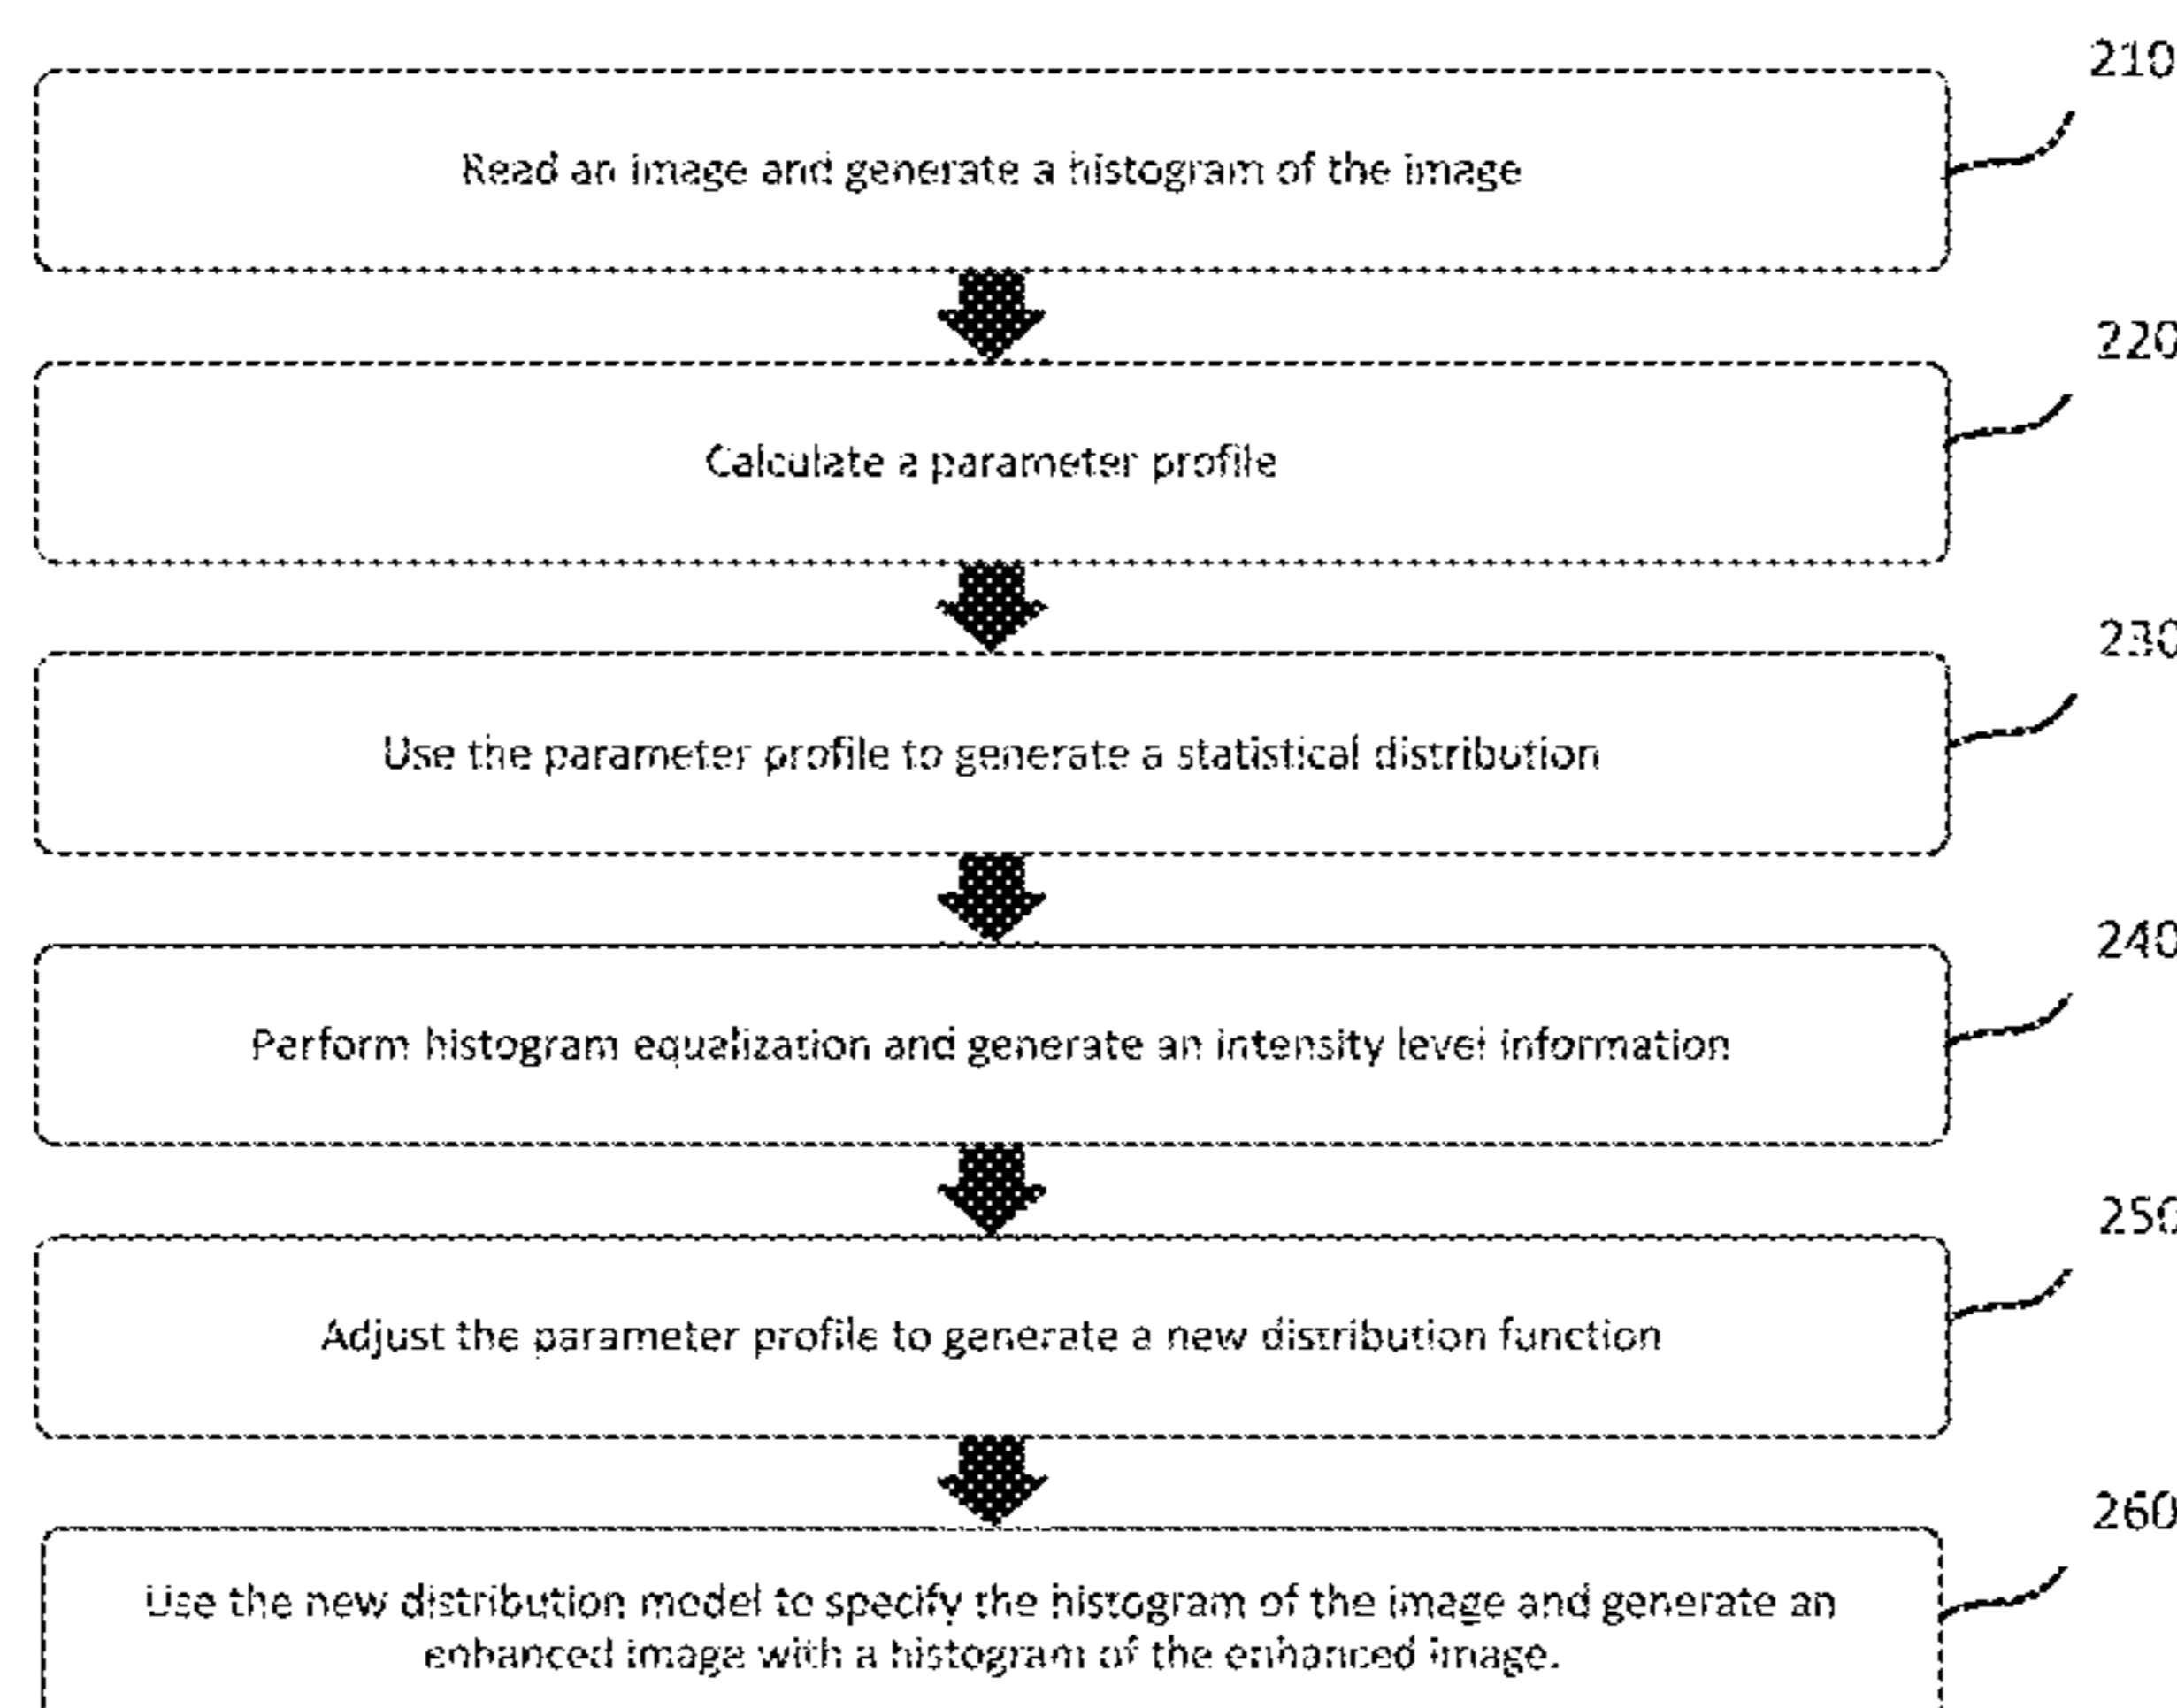 210
Read an image and generate a histogram of the image
220
Calculate a parameter profile
230
Use the parameter profile to generate a statistical distribution
240
Perform histogram equalization and generate an intensity level information
250
Adjust the parameter profile to generate a new distribution function
260
Use the new distribution model to specify the histogram of the image and generate an
enhanced image with a histogram of the enhanced image.